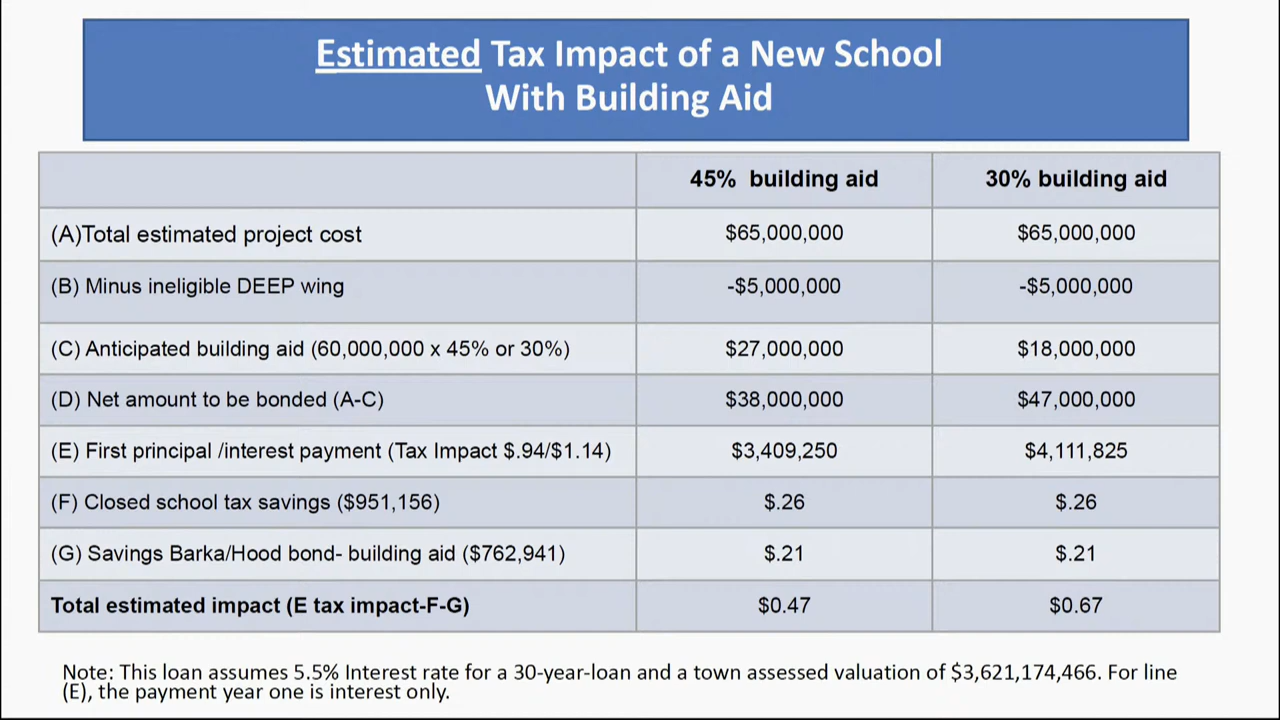 Estimated Tax Impact of a New School
With Building Aid
45%  building aid
30% building aid
(A)Total estimated project cost
$65,000,000
$65,000,000
(B) Minus ineligible DEEP wing
-$5,000,000
-$5,000,000
(C) Anticipated building aid (60,000,000 x 45% or 30%)
$27,000,000
$18,000,000
(D) Net amount to be bonded (A-C)
$38,000,000
$47,000,000
(E) First principal /interest payment (Tax Impact $.94/$1.14)
$3,409,250
$4,111,825
(F) Closed school tax savings ($951,156)
$.26
$.26
(G) Savings Barka/Hood bond- building aid ($762,941)
$.21
$.21
Total estimated impact (E tax impact-F-G)
$0.47
$0.67
Note: This loan assumes 5.5% Interest rate for a 30-year-loan and a town assessed valuation of $3,621,174,466. For line
(E), the payment year one is interest only.